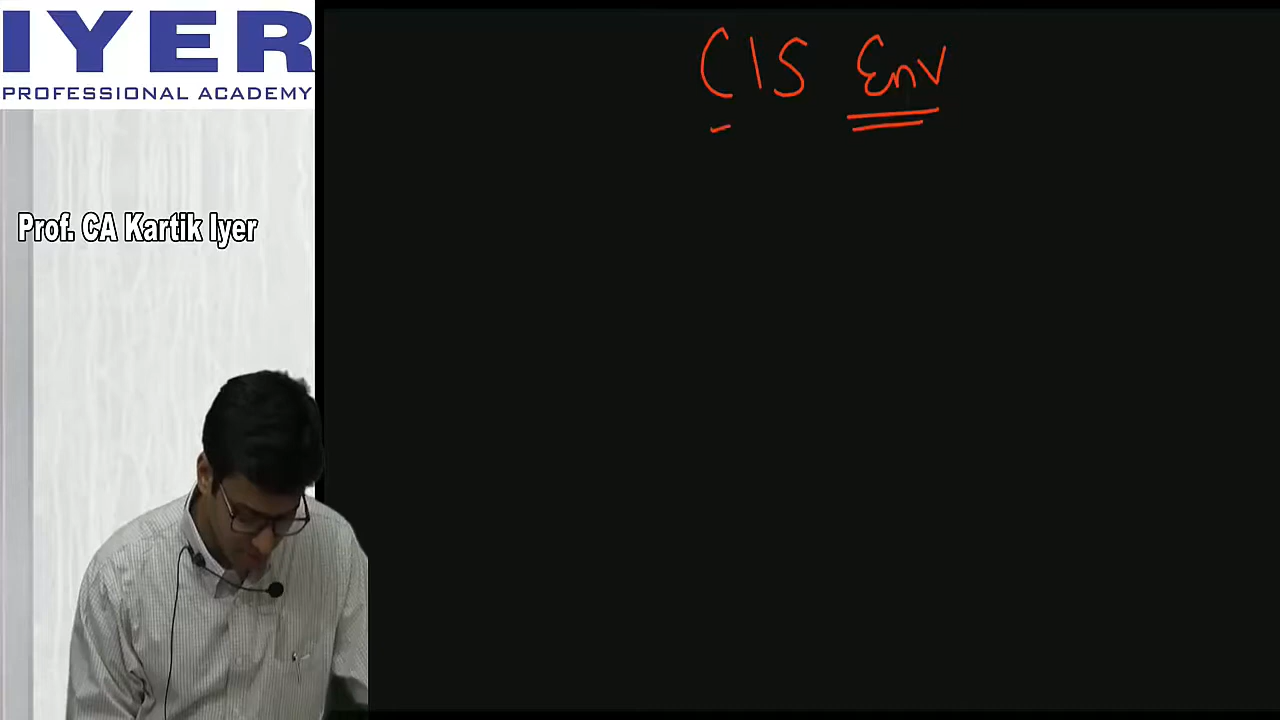 IYER
PROFESSIONAL ACADEMY
CIS Env
Prof. CA Kartik Iyer